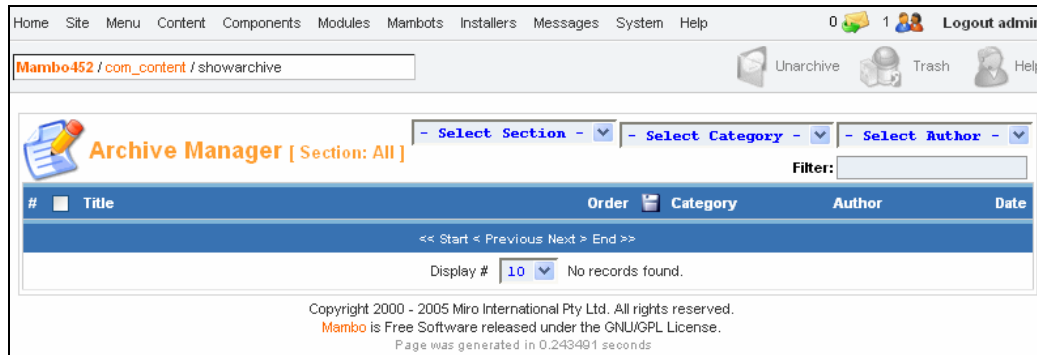 Home Site Menu Content Components Modules Mambots Installers Messages System Help 0 1 Logout admin
Mambo452 / com_content / showarchive Unarchive Trash Help
Archive Manager [ Section: All ] - Select Section - - Select Category - - Select Author -
Filter:
# Title Order Category Author Date
<< Start < Previous Next > End >>
Display # 10 No records found.
Copyright 2000 - 2005 Miro International Pty Ltd. All rights reserved.
Mambo is Free Software released under the GNU/GPL License.
Page was generated in 0.243491 seconds